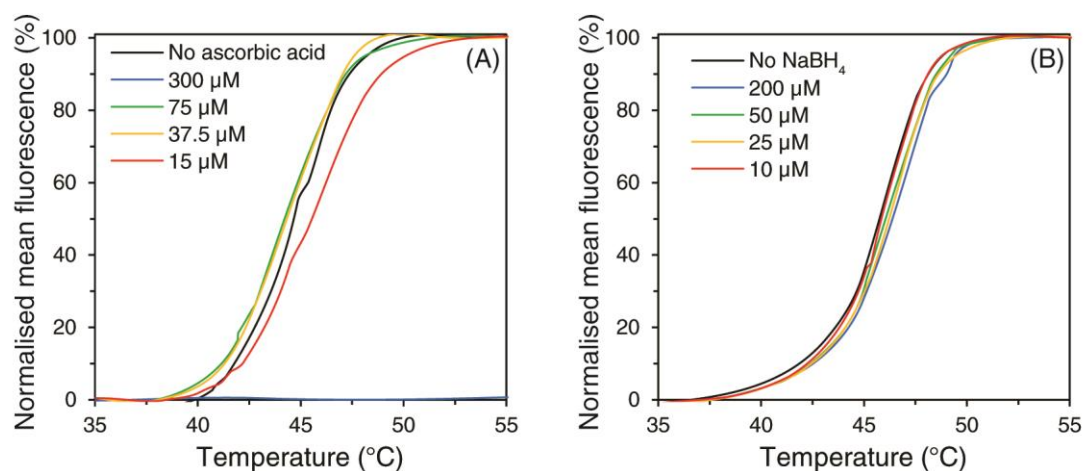 Normalised mean fluorescence (%)
100
80
60
40
20
0
No ascorbic acid
300 µM
75 µM
37.5 µM
15 µM
(A)
35
40
45
50
55
Temperature (°C)
Normalised mean fluorescence (%)
100
80
60
40
20
0
No NaBH₄
200 µM
50 µM
25 µM
10 µM
(B)
35
40
45
50
55
Temperature (°C)